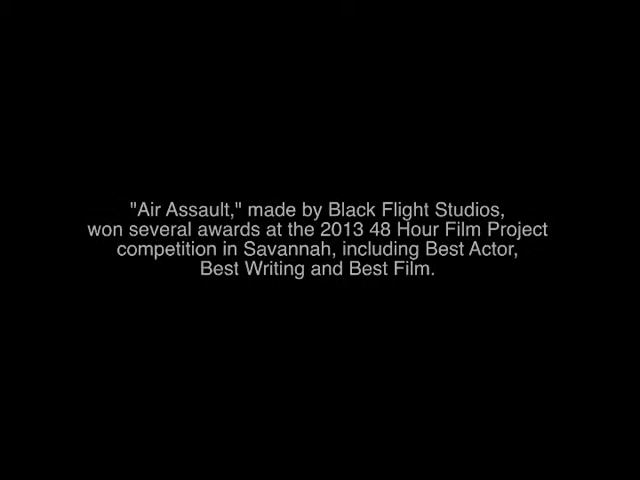 "Air Assault," made by Black Flight Studios,
won several awards at the 2013 48 Hour Film Project
competition in Savannah, including Best Actor,
Best Writing and Best Film.